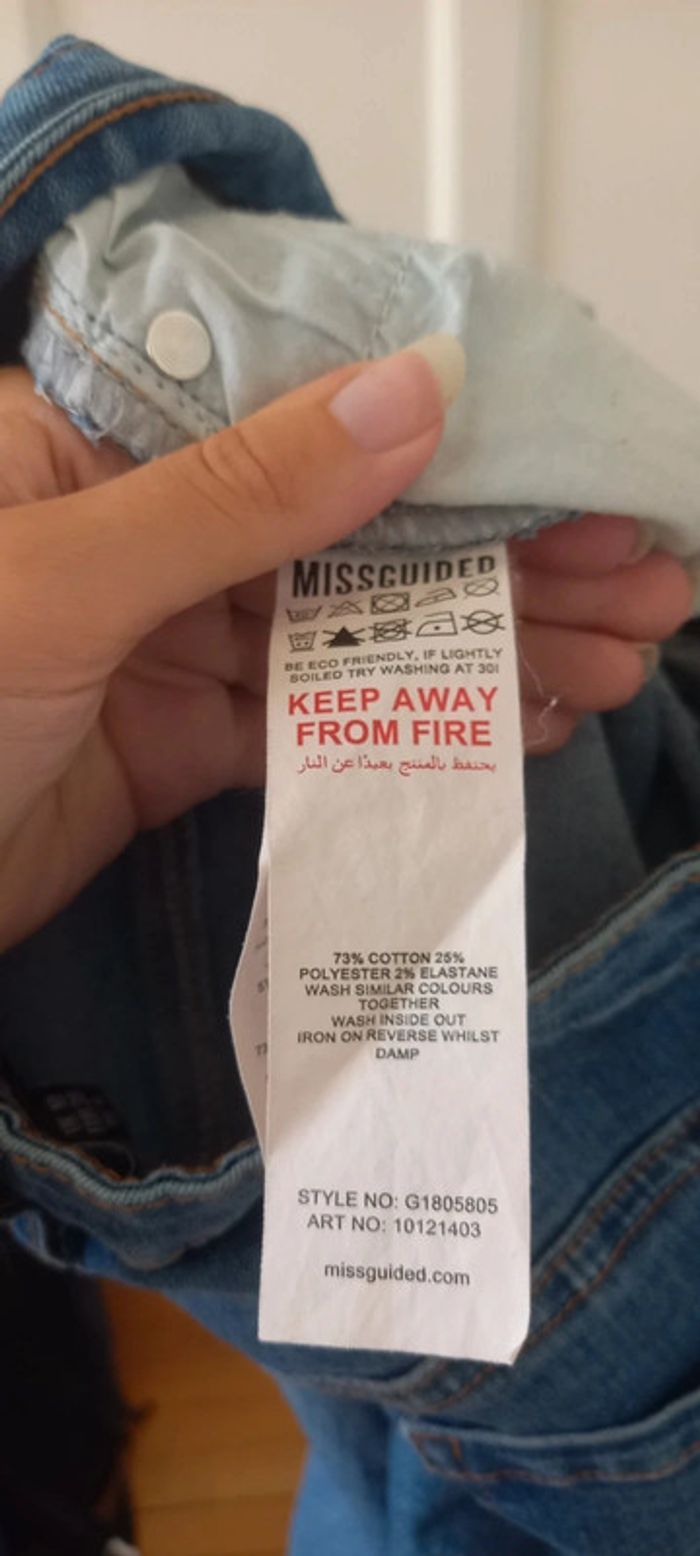 MISSGUIDED
BE ECO FRIENDLY, IF LIGHTLY
SOILED TRY WASHING AT 30!
KEEP AWAY
FROM FIRE
يحتفظ بالمنتج بعيدًا عن النار
73% COTTON 25%
POLYESTER 2% ELASTANE
WASH SIMILAR COLOURS
TOGETHER
WASH INSIDE OUT
IRON ON REVERSE WHILST
DAMP
STYLE NO: G1805805
ART NO: 10121403
missguided.com